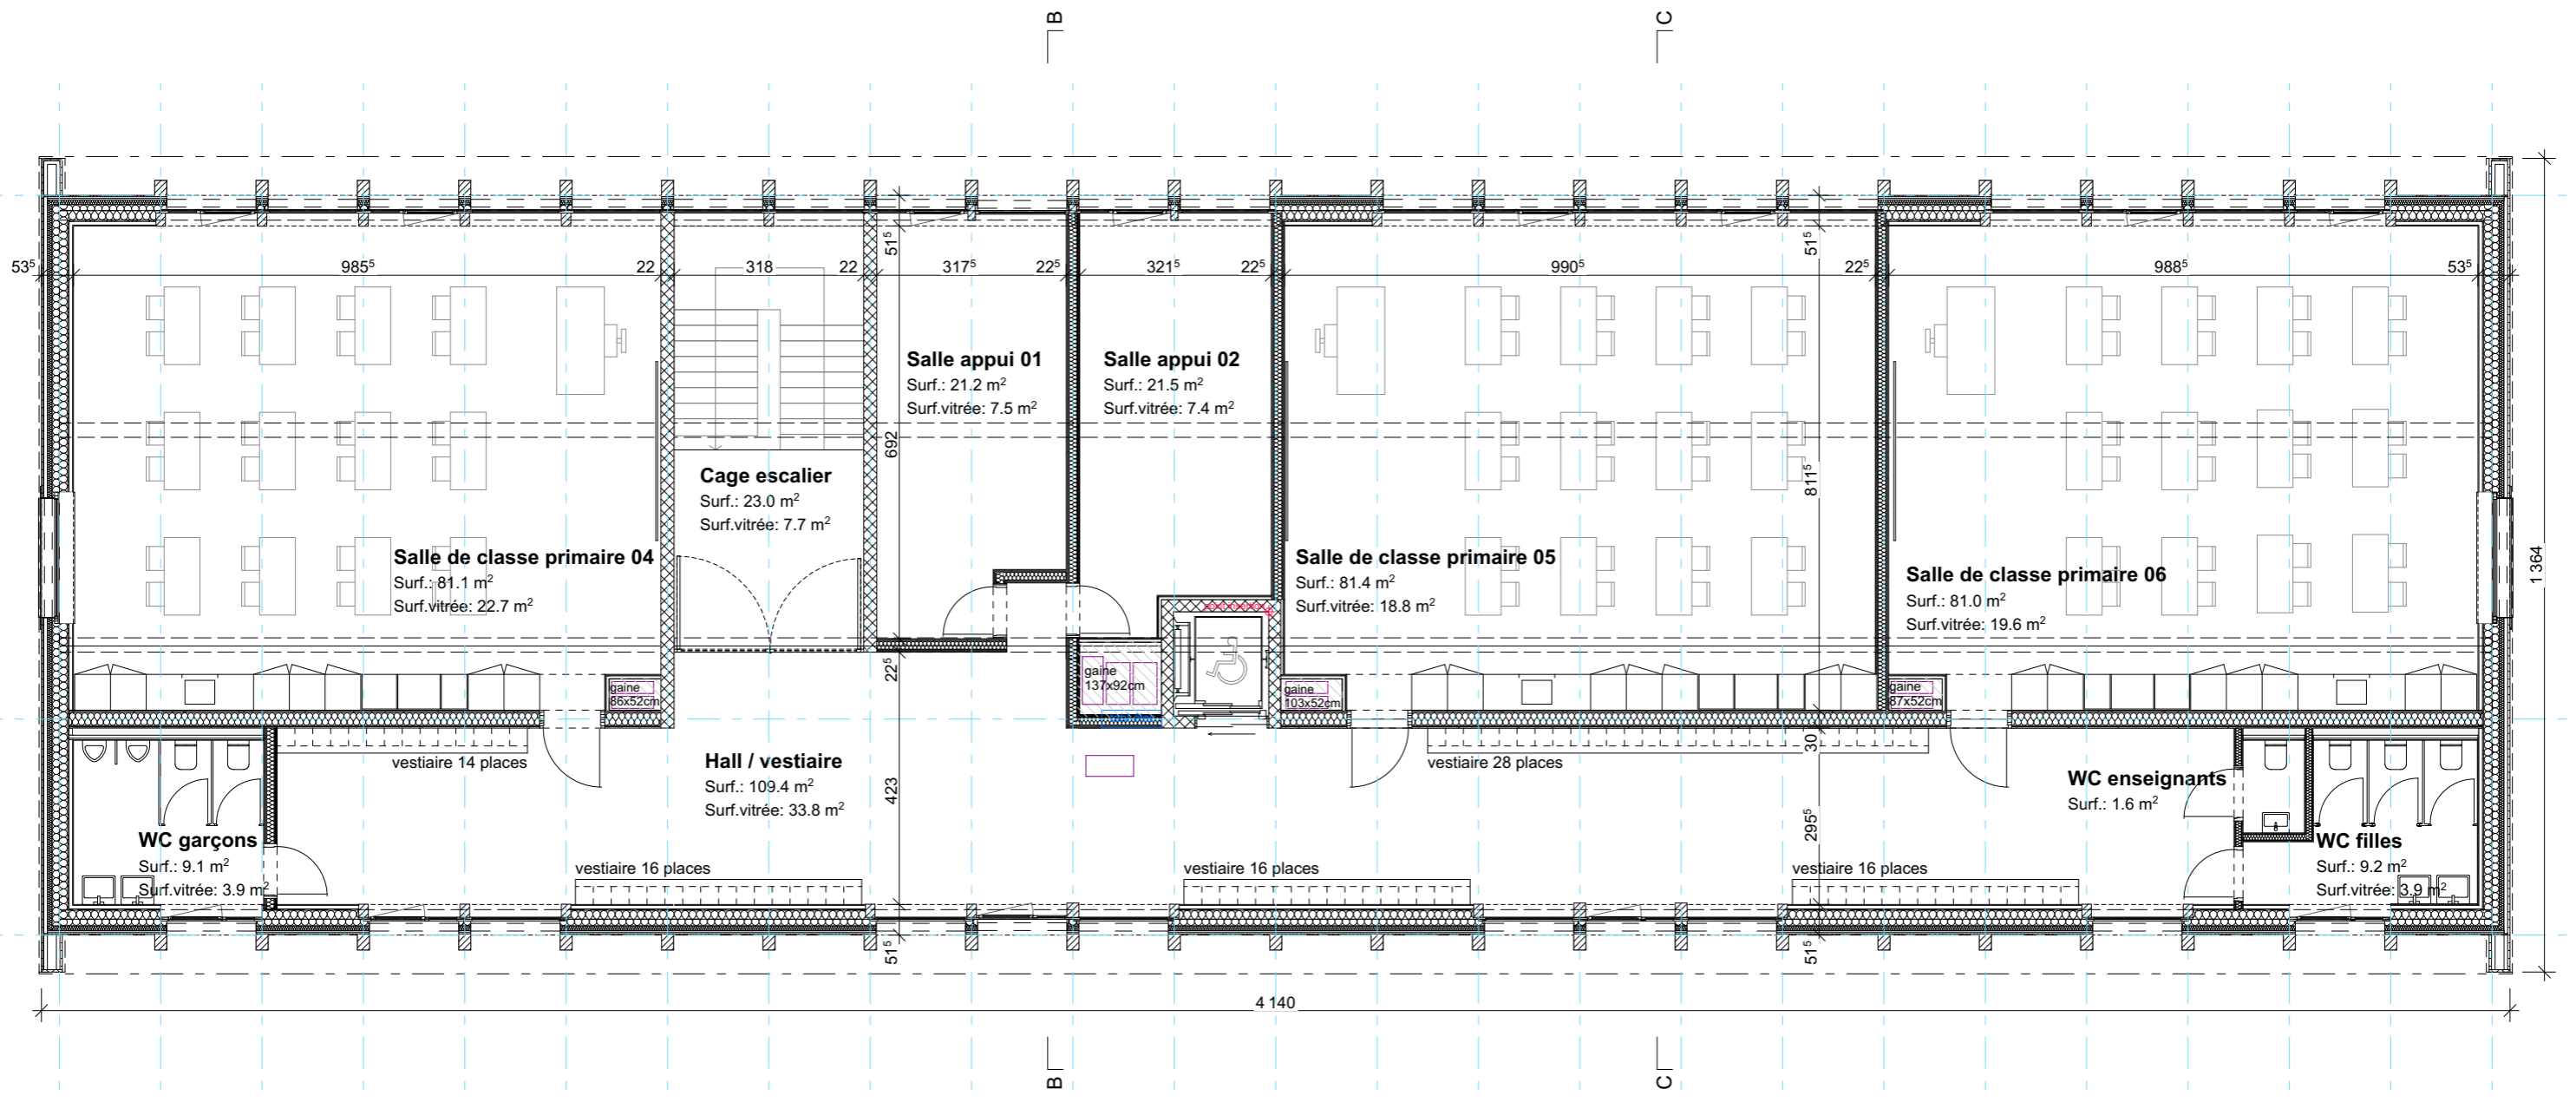 B
C
51⁵
51⁵
53⁵
985⁵
22
318
22
317⁵
22⁵
321⁵
22⁵
990⁵
22⁵
988⁵
53⁵
Salle appui 01
Surf.: 21.2 m²
Surf.vitrée: 7.5 m²
Salle appui 02
Surf.: 21.5 m²
Surf.vitrée: 7.4 m²
692
811⁵
Cage escalier
Surf.: 23.0 m²
Surf.vitrée: 7.7 m²
Salle de classe primaire 04
Surf.: 81.1 m²
Surf.vitrée: 22.7 m²
Salle de classe primaire 05
Surf.: 81.4 m²
Surf.vitrée: 18.8 m²
Salle de classe primaire 06
Surf.: 81.0 m²
Surf.vitrée: 19.6 m²
1 364
22⁵
gaine
86x52cm
gaine
137x92cm
gaine
103x52cm
gaine
87x52cm
30
vestiaire 14 places
vestiaire 28 places
Hall / vestiaire
Surf.: 109.4 m²
Surf.vitrée: 33.8 m²
423
WC enseignants
Surf.: 1.6 m²
295⁵
WC garçons
Surf.: 9.1 m²
Surf.vitrée: 3.9 m²
WC filles
Surf.: 9.2 m²
Surf.vitrée: 3.9 m²
vestiaire 16 places
vestiaire 16 places
vestiaire 16 places
51⁵
51⁵
4 140
B
C